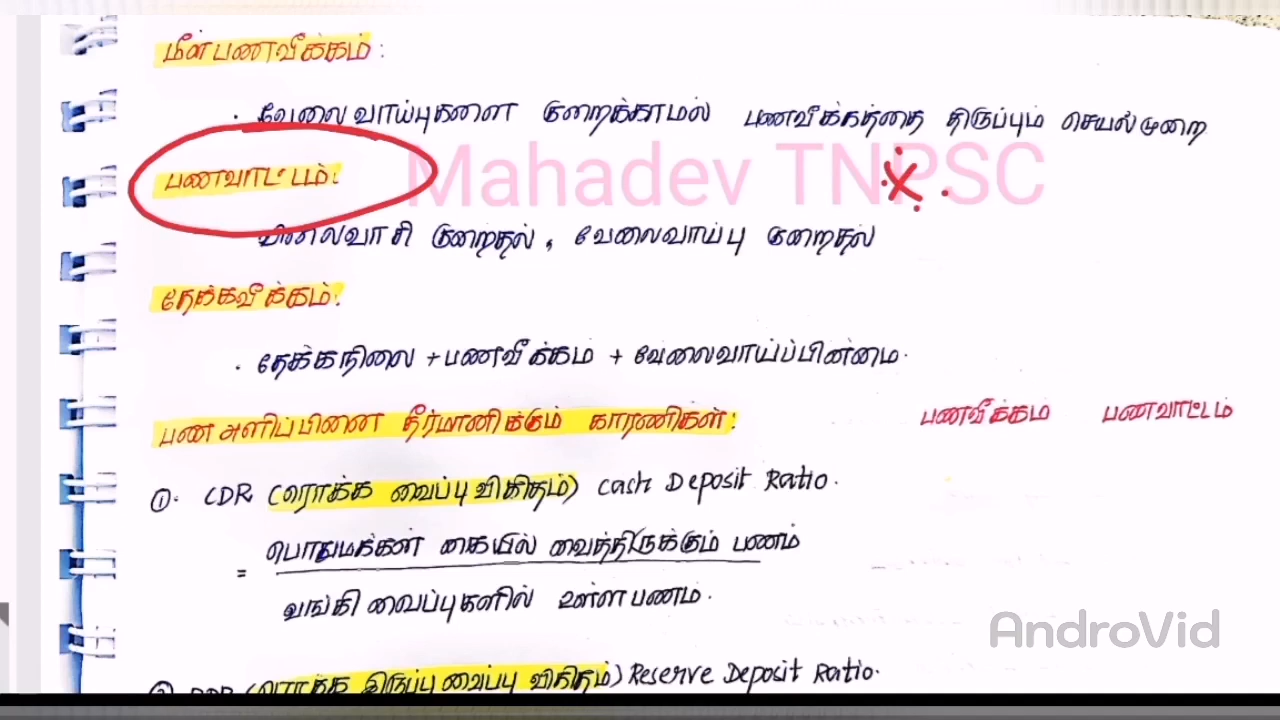 மீள்பணவீக்கம் :
. வேலை வாய்புகளை குறைக்காமல் பணவீக்கத்தை திருப்பும் செயல்முறை
Mahadev TNPSC
பணவாட்டம் :
விலைவாசி குறைதல் , வேலைவாய்பு குறைதல்
தேக்கவீக்கம் :
. தேக்கநிலை + பணவீக்கம் + வேலைவாய்ப்பின்மை .
பண அளிப்பினை தீர்மானிக்கும் காரணிகள் :
பணவீக்கம் பணவாட்டம்
①. CDR (ரொக்க வைப்பு விகிதம்) Cash Deposit Ratio .
= பொதுமக்கள் கையில் வைத்திருக்கும் பணம்
வங்கி வைப்புகளில் உள்ள பணம் .
AndroVid
② RDR (ரொக்க இருப்பு வைப்பு விகிதம்) Reserve Deposit Ratio .